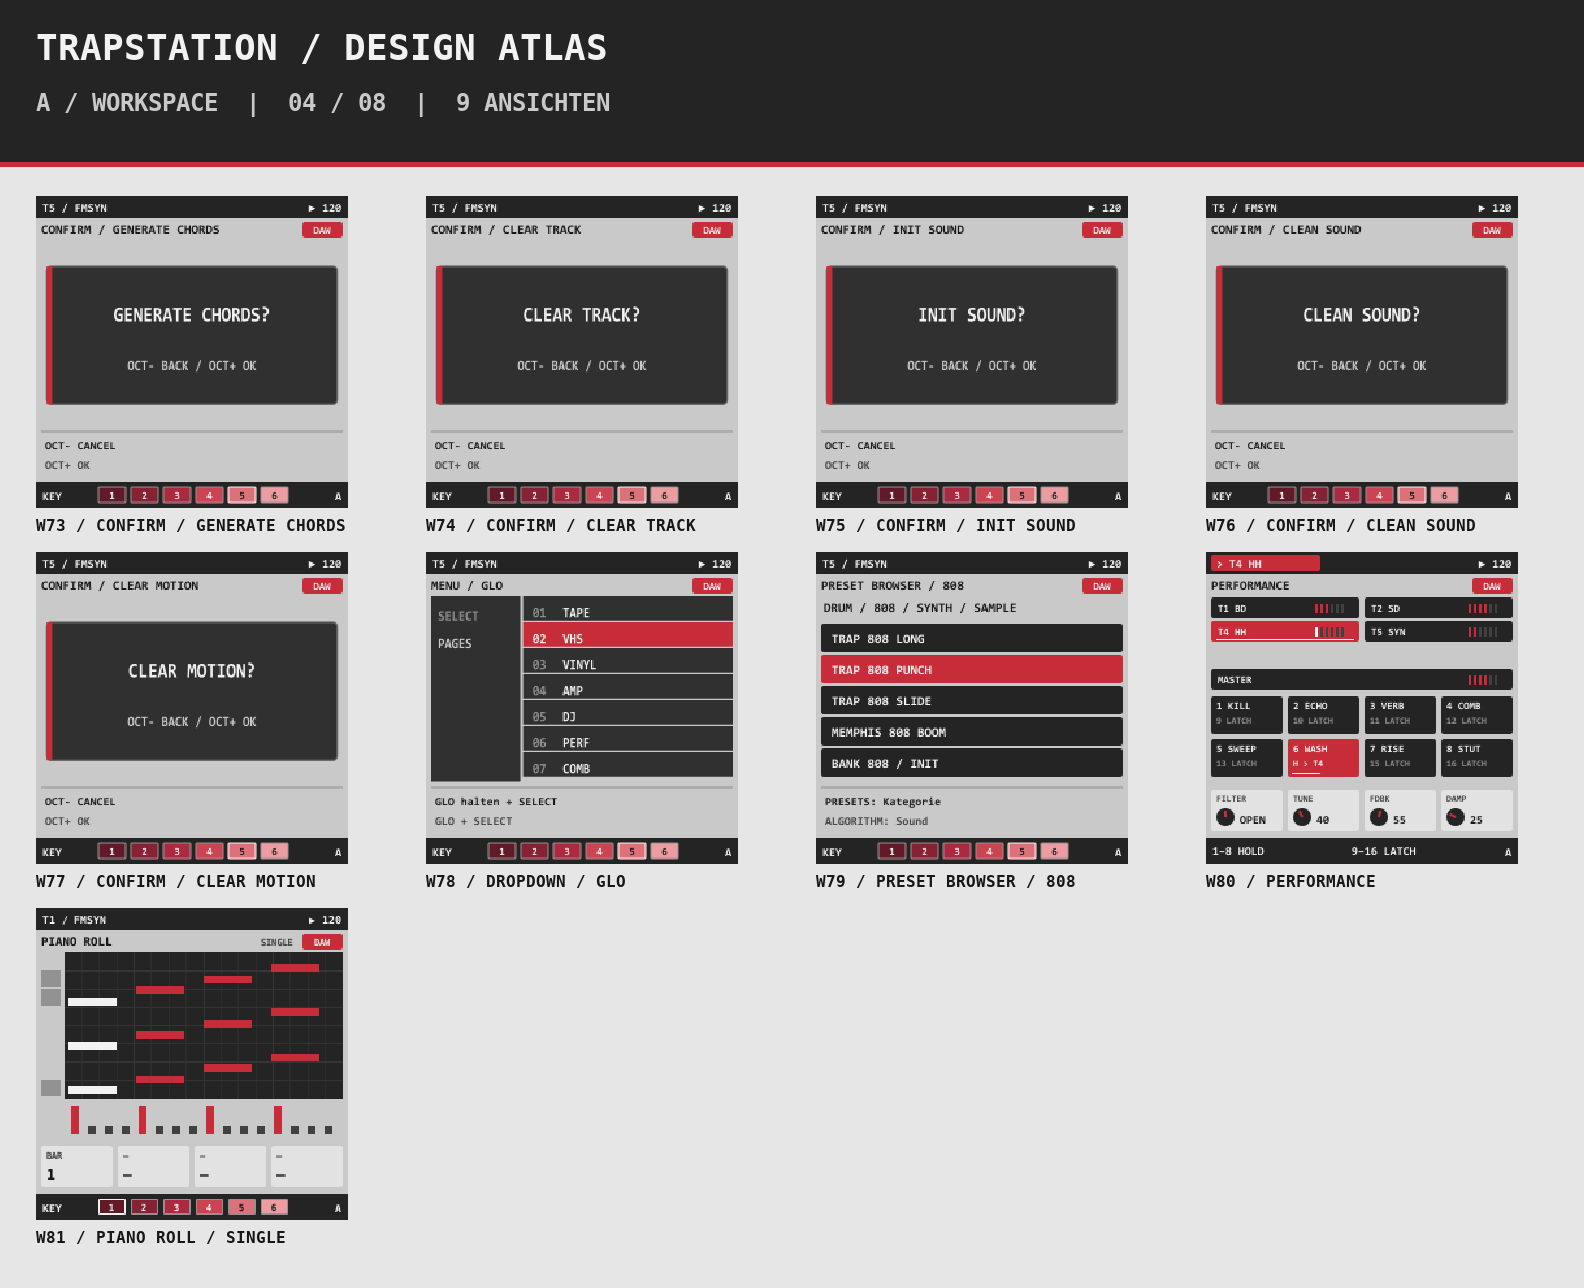 TRAPSTATION / DESIGN ATLAS
A / WORKSPACE | 04 / 08 | 9 ANSICHTEN
T5 / FMSYN ▶ 120
CONFIRM / GENERATE CHORDS DAW
GENERATE CHORDS?
OCT- BACK / OCT+ OK
OCT- CANCEL
OCT+ OK
KEY 1 2 3 4 5 6 A
W73 / CONFIRM / GENERATE CHORDS
T5 / FMSYN ▶ 120
CONFIRM / CLEAR TRACK DAW
CLEAR TRACK?
OCT- BACK / OCT+ OK
OCT- CANCEL
OCT+ OK
KEY 1 2 3 4 5 6 A
W74 / CONFIRM / CLEAR TRACK
T5 / FMSYN ▶ 120
CONFIRM / INIT SOUND DAW
INIT SOUND?
OCT- BACK / OCT+ OK
OCT- CANCEL
OCT+ OK
KEY 1 2 3 4 5 6 A
W75 / CONFIRM / INIT SOUND
T5 / FMSYN ▶ 120
CONFIRM / CLEAN SOUND DAW
CLEAN SOUND?
OCT- BACK / OCT+ OK
OCT- CANCEL
OCT+ OK
KEY 1 2 3 4 5 6 A
W76 / CONFIRM / CLEAN SOUND
T5 / FMSYN ▶ 120
CONFIRM / CLEAR MOTION DAW
CLEAR MOTION?
OCT- BACK / OCT+ OK
OCT- CANCEL
OCT+ OK
KEY 1 2 3 4 5 6 A
W77 / CONFIRM / CLEAR MOTION
T5 / FMSYN ▶ 120
MENU / GLO DAW
SELECT
PAGES
01 TAPE
02 VHS
03 VINYL
04 AMP
05 DJ
06 PERF
07 COMB
GLO halten + SELECT
GLO + SELECT
KEY 1 2 3 4 5 6 A
W78 / DROPDOWN / GLO
T5 / FMSYN ▶ 120
PRESET BROWSER / 808 DAW
DRUM / 808 / SYNTH / SAMPLE
TRAP 808 LONG
TRAP 808 PUNCH
TRAP 808 SLIDE
MEMPHIS 808 BOOM
BANK 808 / INIT
PRESETS: Kategorie
ALGORITHM: Sound
KEY 1 2 3 4 5 6 A
W79 / PRESET BROWSER / 808
> T4 HH ▶ 120
PERFORMANCE DAW
T1 BD T2 SD
T4 HH T5 SYN
MASTER
1 KILL 2 ECHO 3 VERB 4 COMB
9 LATCH 10 LATCH 11 LATCH 12 LATCH
5 SWEEP 6 WASH 7 RISE 8 STUT
13 LATCH H > T4 15 LATCH 16 LATCH
FILTER TUNE FDBK DAMP
OPEN 40 55 25
1-8 HOLD 9-16 LATCH A
W80 / PERFORMANCE
T1 / FMSYN ▶ 120
PIANO ROLL SINGLE DAW
BAR - - -
1 — — —
KEY 1 2 3 4 5 6 A
W81 / PIANO ROLL / SINGLE